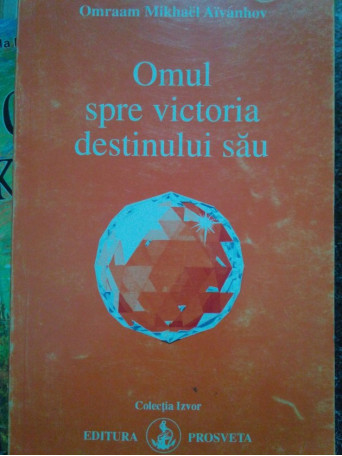 Omraam Mikhaël Aïvanhov
Omul
spre victoria
destinului său
Colecția Izvor
EDITURA PROSVETA